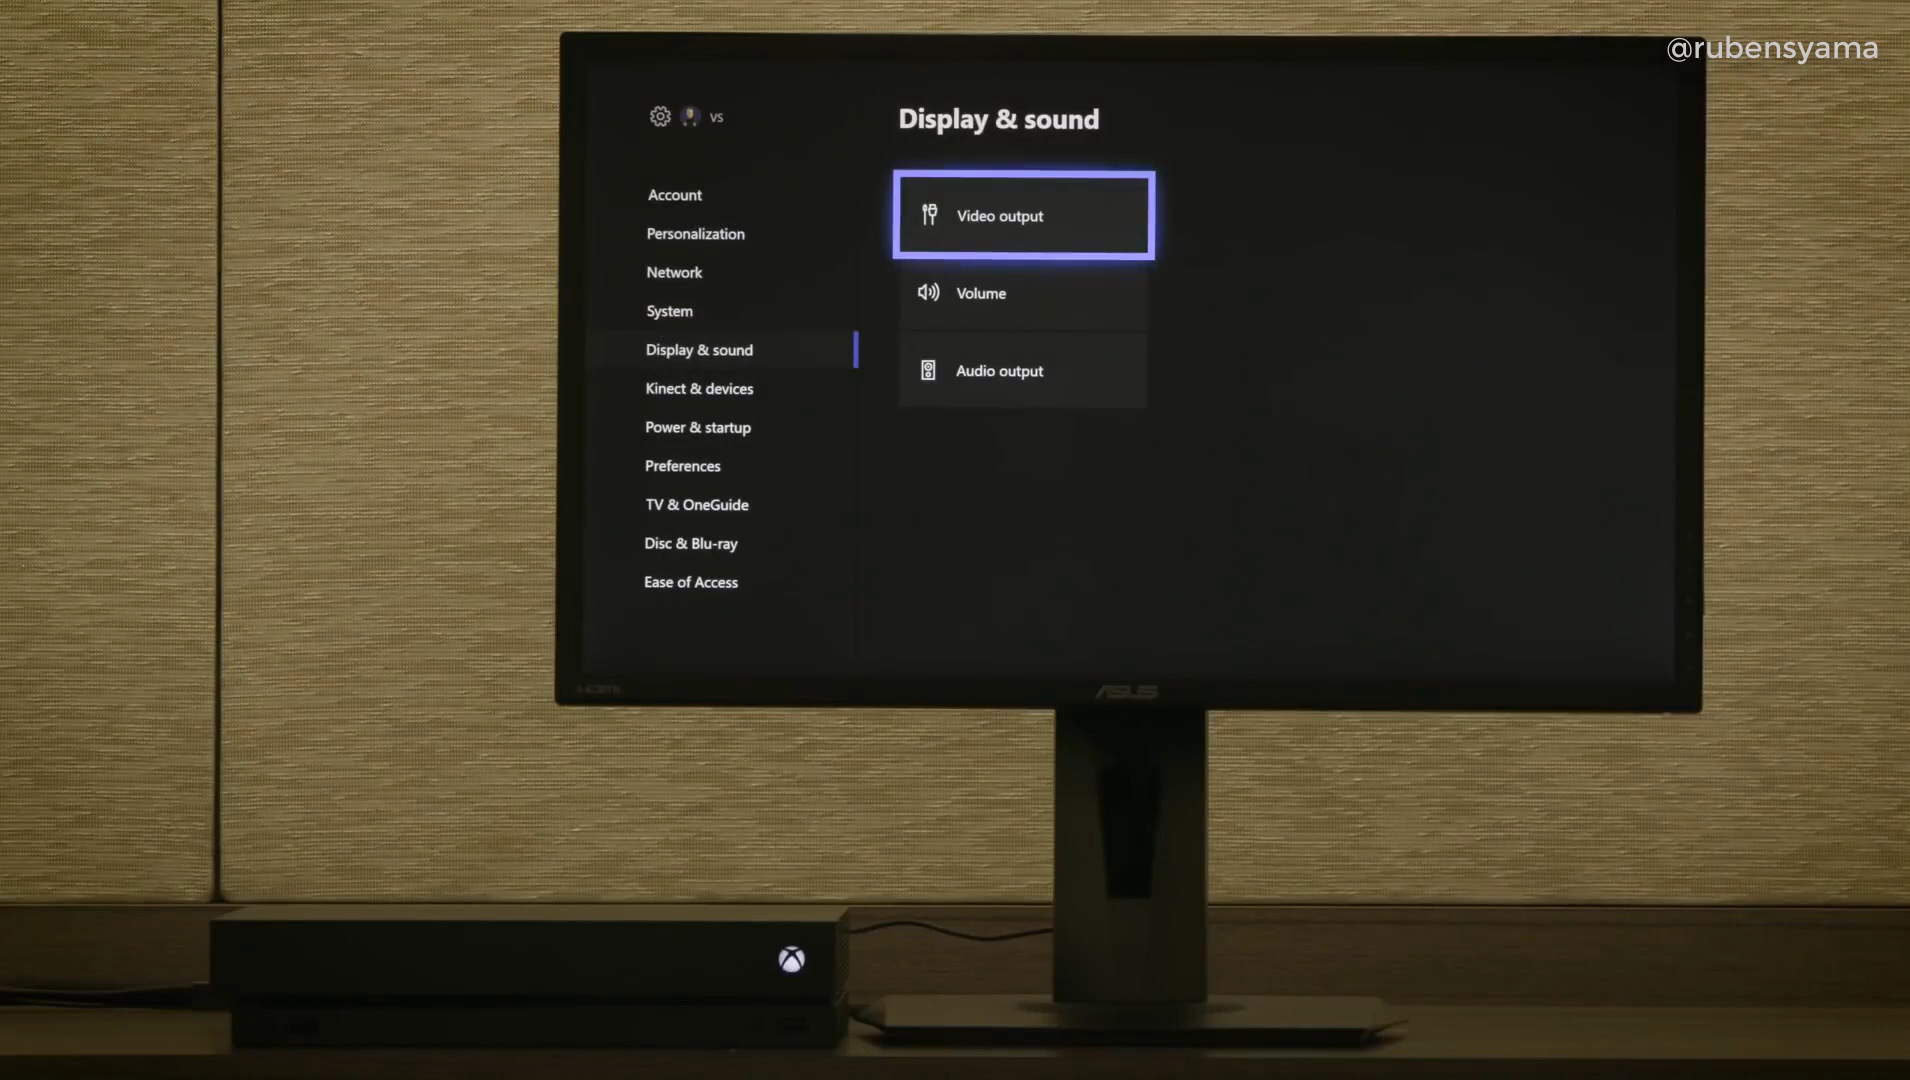 @rubensyama
vs
Display & sound
Account
Personalization
Network
System
Display & sound
Kinect & devices
Power & startup
Preferences
TV & OneGuide
Disc & Blu-ray
Ease of Access
Video output
Volume
Audio output
HDMI
ASUS